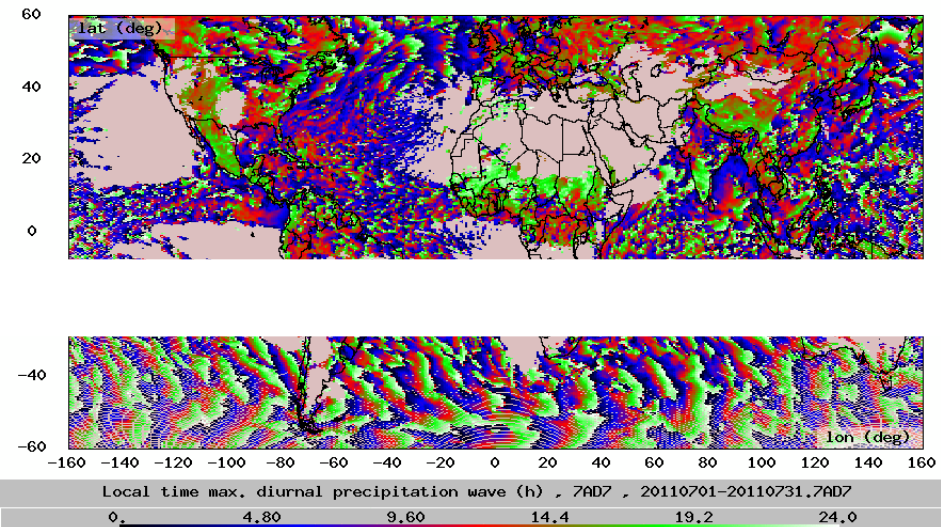 60
lat (deg)
40
20
0
-40
-60
lon (deg)
-160 -140 -120 -100 -80 -60 -40 -20 0 20 40 60 80 100 120 140 160
Local time max. diurnal precipitation wave (h) , 7AD7 , 20110701-20110731.7AD7
0. 4.80 9.60 14.4 19.2 24.0